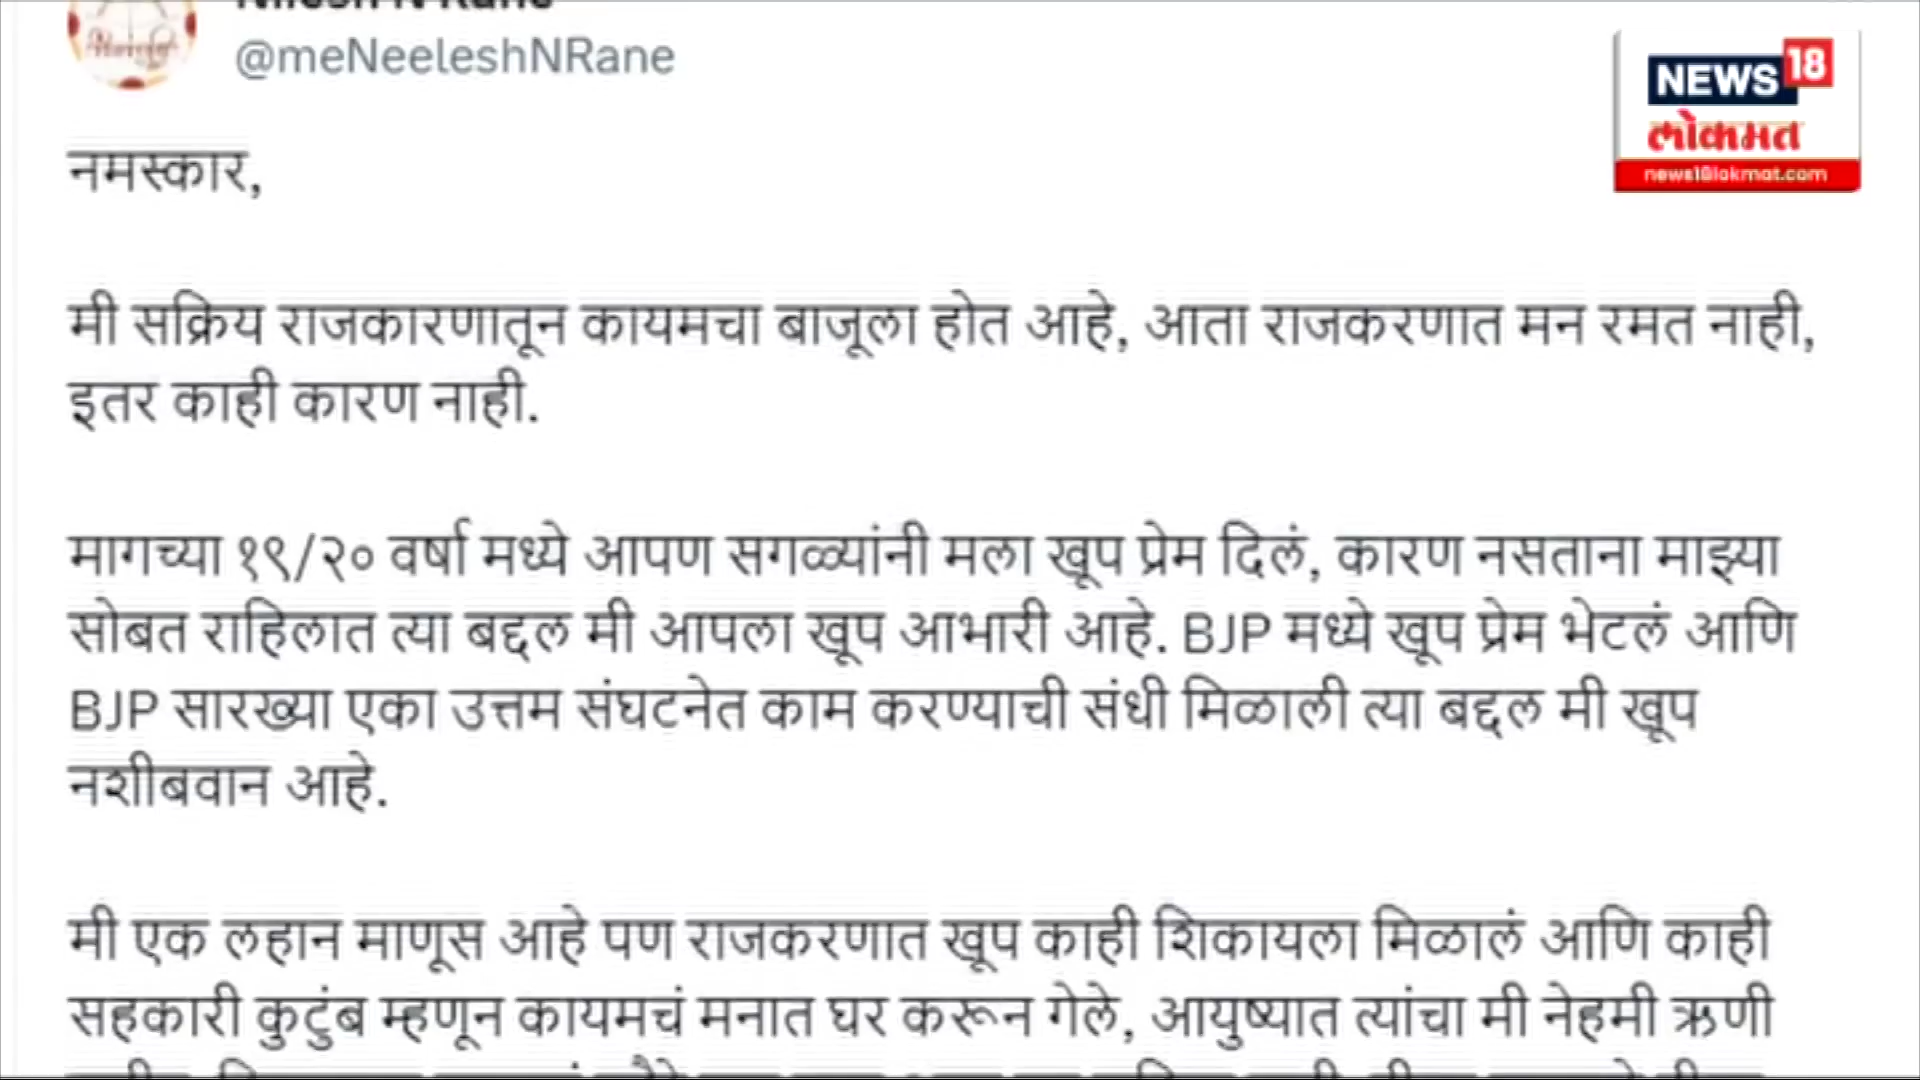 Nilesh N Rane
@meNeeleshNRane
NEWS 18
लोकमत
news18lokmat.com
नमस्कार,
मी सक्रिय राजकारणातून कायमचा बाजूला होत आहे, आता राजकरणात मन रमत नाही,
इतर काही कारण नाही.
मागच्या १९/२० वर्षा मध्ये आपण सगळ्यांनी मला खूप प्रेम दिलं, कारण नसताना माझ्या
सोबत राहिलात त्या बद्दल मी आपला खूप आभारी आहे. BJP मध्ये खूप प्रेम भेटलं आणि
BJP सारख्या एका उत्तम संघटनेत काम करण्याची संधी मिळाली त्या बद्दल मी खूप
नशीबवान आहे.
मी एक लहान माणूस आहे पण राजकरणात खूप काही शिकायला मिळालं आणि काही
सहकारी कुटुंब म्हणून कायमचं मनात घर करून गेले, आयुष्यात त्यांचा मी नेहमी ऋणी